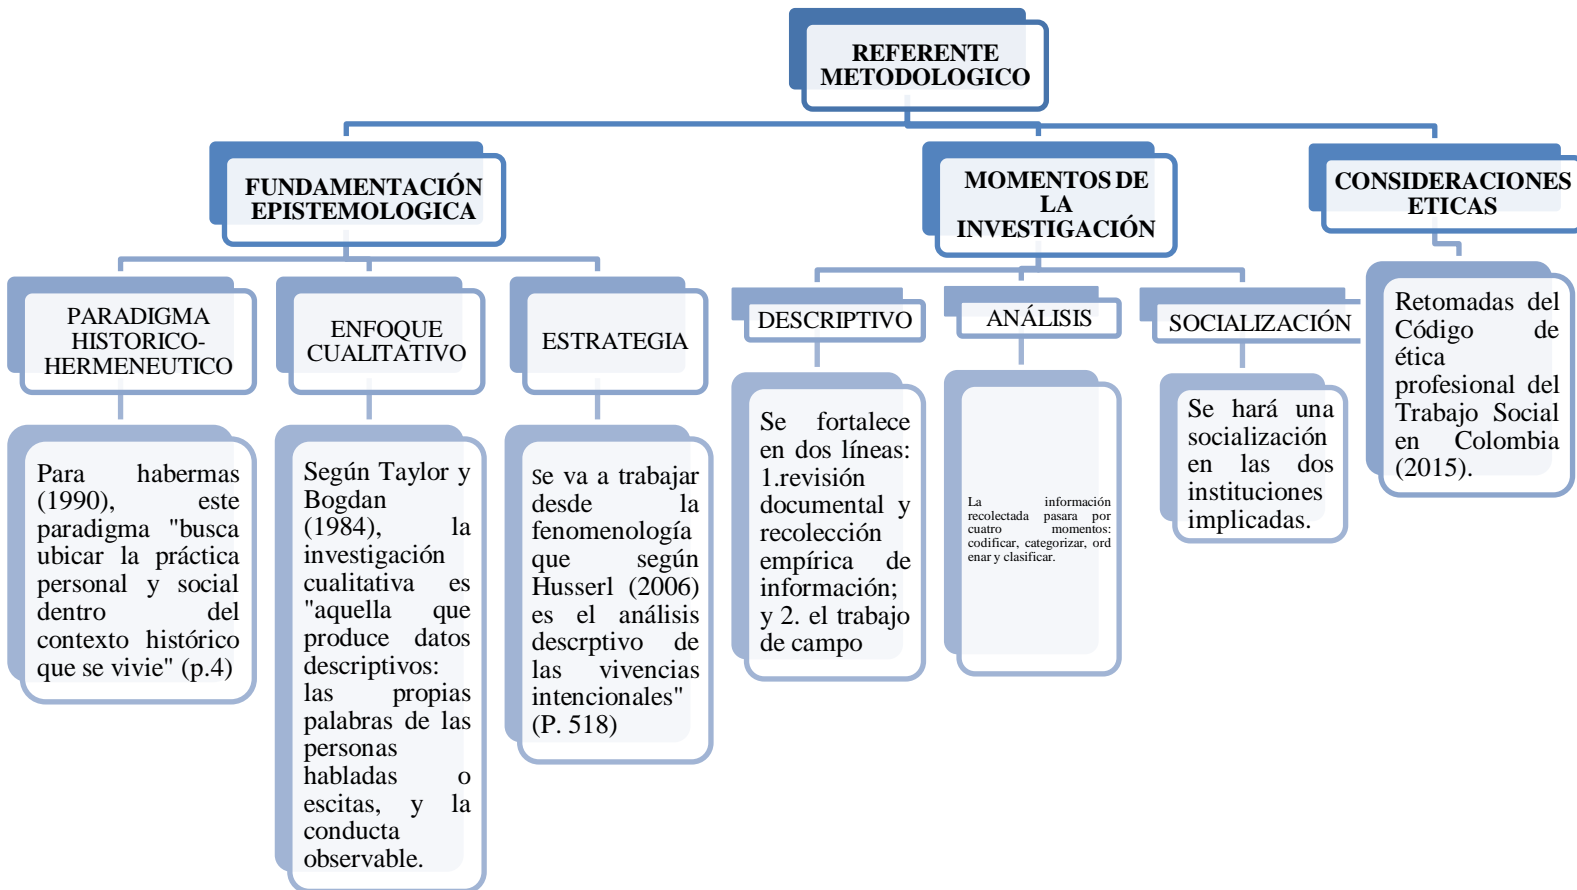 REFERENTE
METODOLOGICO
FUNDAMENTACIÓN
EPISTEMOLOGICA
MOMENTOS DE
LA
INVESTIGACIÓN
CONSIDERACIONES
ETICAS
PARADIGMA
HISTORICO-
HERMENEUTICO
ENFOQUE
CUALITATIVO
ESTRATEGIA
DESCRIPTIVO
ANÁLISIS
SOCIALIZACIÓN
Para habermas
(1990), este
paradigma "busca
ubicar la práctica
personal y social
dentro del
contexto histórico
que se vivie" (p.4)
Según Taylor y
Bogdan
(1984), la
investigación
cualitativa es
"aquella que
produce datos
descriptivos:
las propias
palabras de las
personas
habladas o
escitas, y la
conducta
observable.
Se va a trabajar
desde la
fenomenología
que según
Husserl (2006)
es el análisis
descrptivo de
las vivencias
intencionales"
(P. 518)
Se fortalece
en dos líneas:
1.revisión
documental y
recolección
empírica de
información;
y 2. el trabajo
de campo
La información
recolectada pasara por
cuatro momentos:
codificar, categorizar, ord
enar y clasificar.
Se hará una
socialización
en las dos
instituciones
implicadas.
Retomadas del
Código de
ética
profesional del
Trabajo Social
en Colombia
(2015).